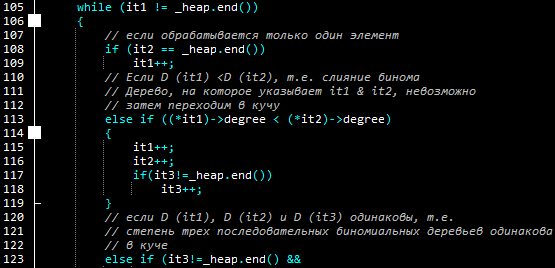 105 while (it1 != _heap.end())
106 {
107 // если обрабатывается только один элемент
108 if (it2 == _heap.end())
109 it1++;
110 // Если D (it1) <D (it2), т.е. слияние бинома
111 // Дерево, на которое указывает it1 & it2, невозможно
112 // затем переходим в кучу
113 else if ((*it1)->degree < (*it2)->degree)
114 {
115 it1++;
116 it2++;
117 if(it3!=_heap.end())
118 it3++;
119 }
120 // если D (it1), D (it2) и D (it3) одинаковы, т.е.
121 // степень трех последовательных биномиальных деревьев одинакова
122 // в куче
123 else if (it3!=_heap.end() &&